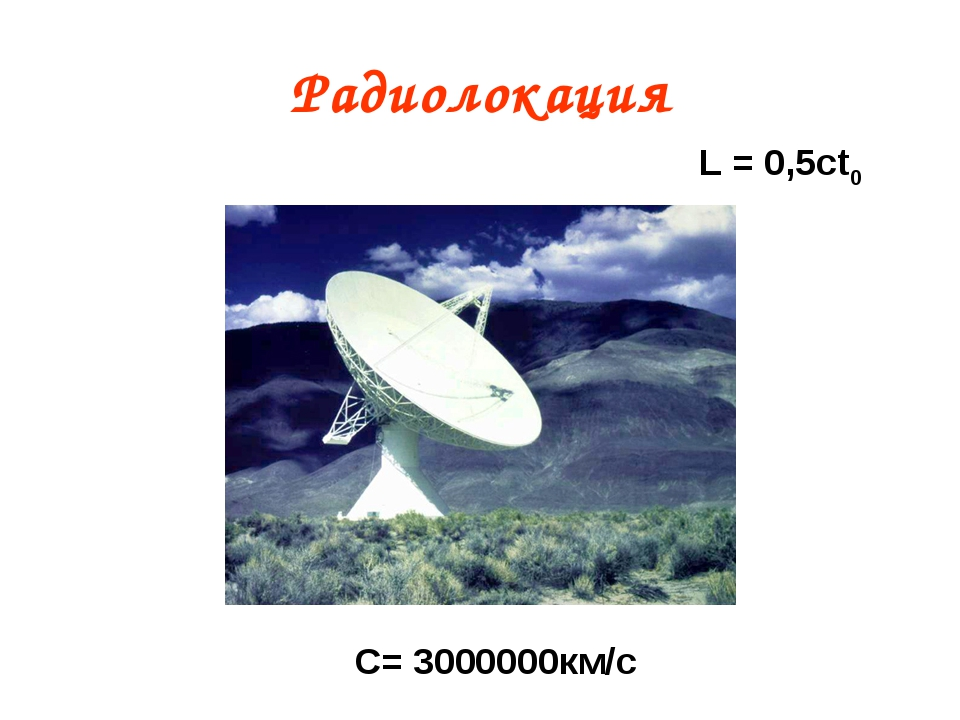 Радиолокация
L = 0,5ct₀
C= 3000000км/с